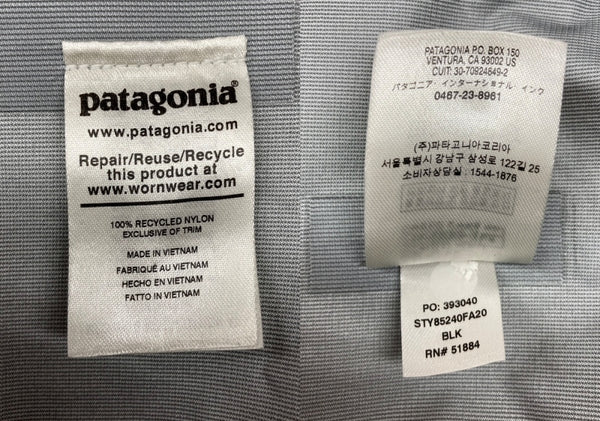 patagonia®
www.patagonia.com
Repair/Reuse/Recycle
this product at
www.wornwear.com
100% RECYCLED NYLON
EXCLUSIVE OF TRIM
MADE IN VIETNAM
FABRIQUÉ AU VIETNAM
HECHO EN VIETNAM
FATTO IN VIETNAM
PATAGONIA P.O. BOX 150
VENTURA, CA 93002 US
CUIT: 30-70924849-2
パタゴニア・インターナショナル インク
0467-23-8961
(주)파타고니아코리아
서울특별시 강남구 삼성로 122길 25
소비자상담실: 1544-1876
PO: 393040
STY85240FA20
BLK
RN# 51884